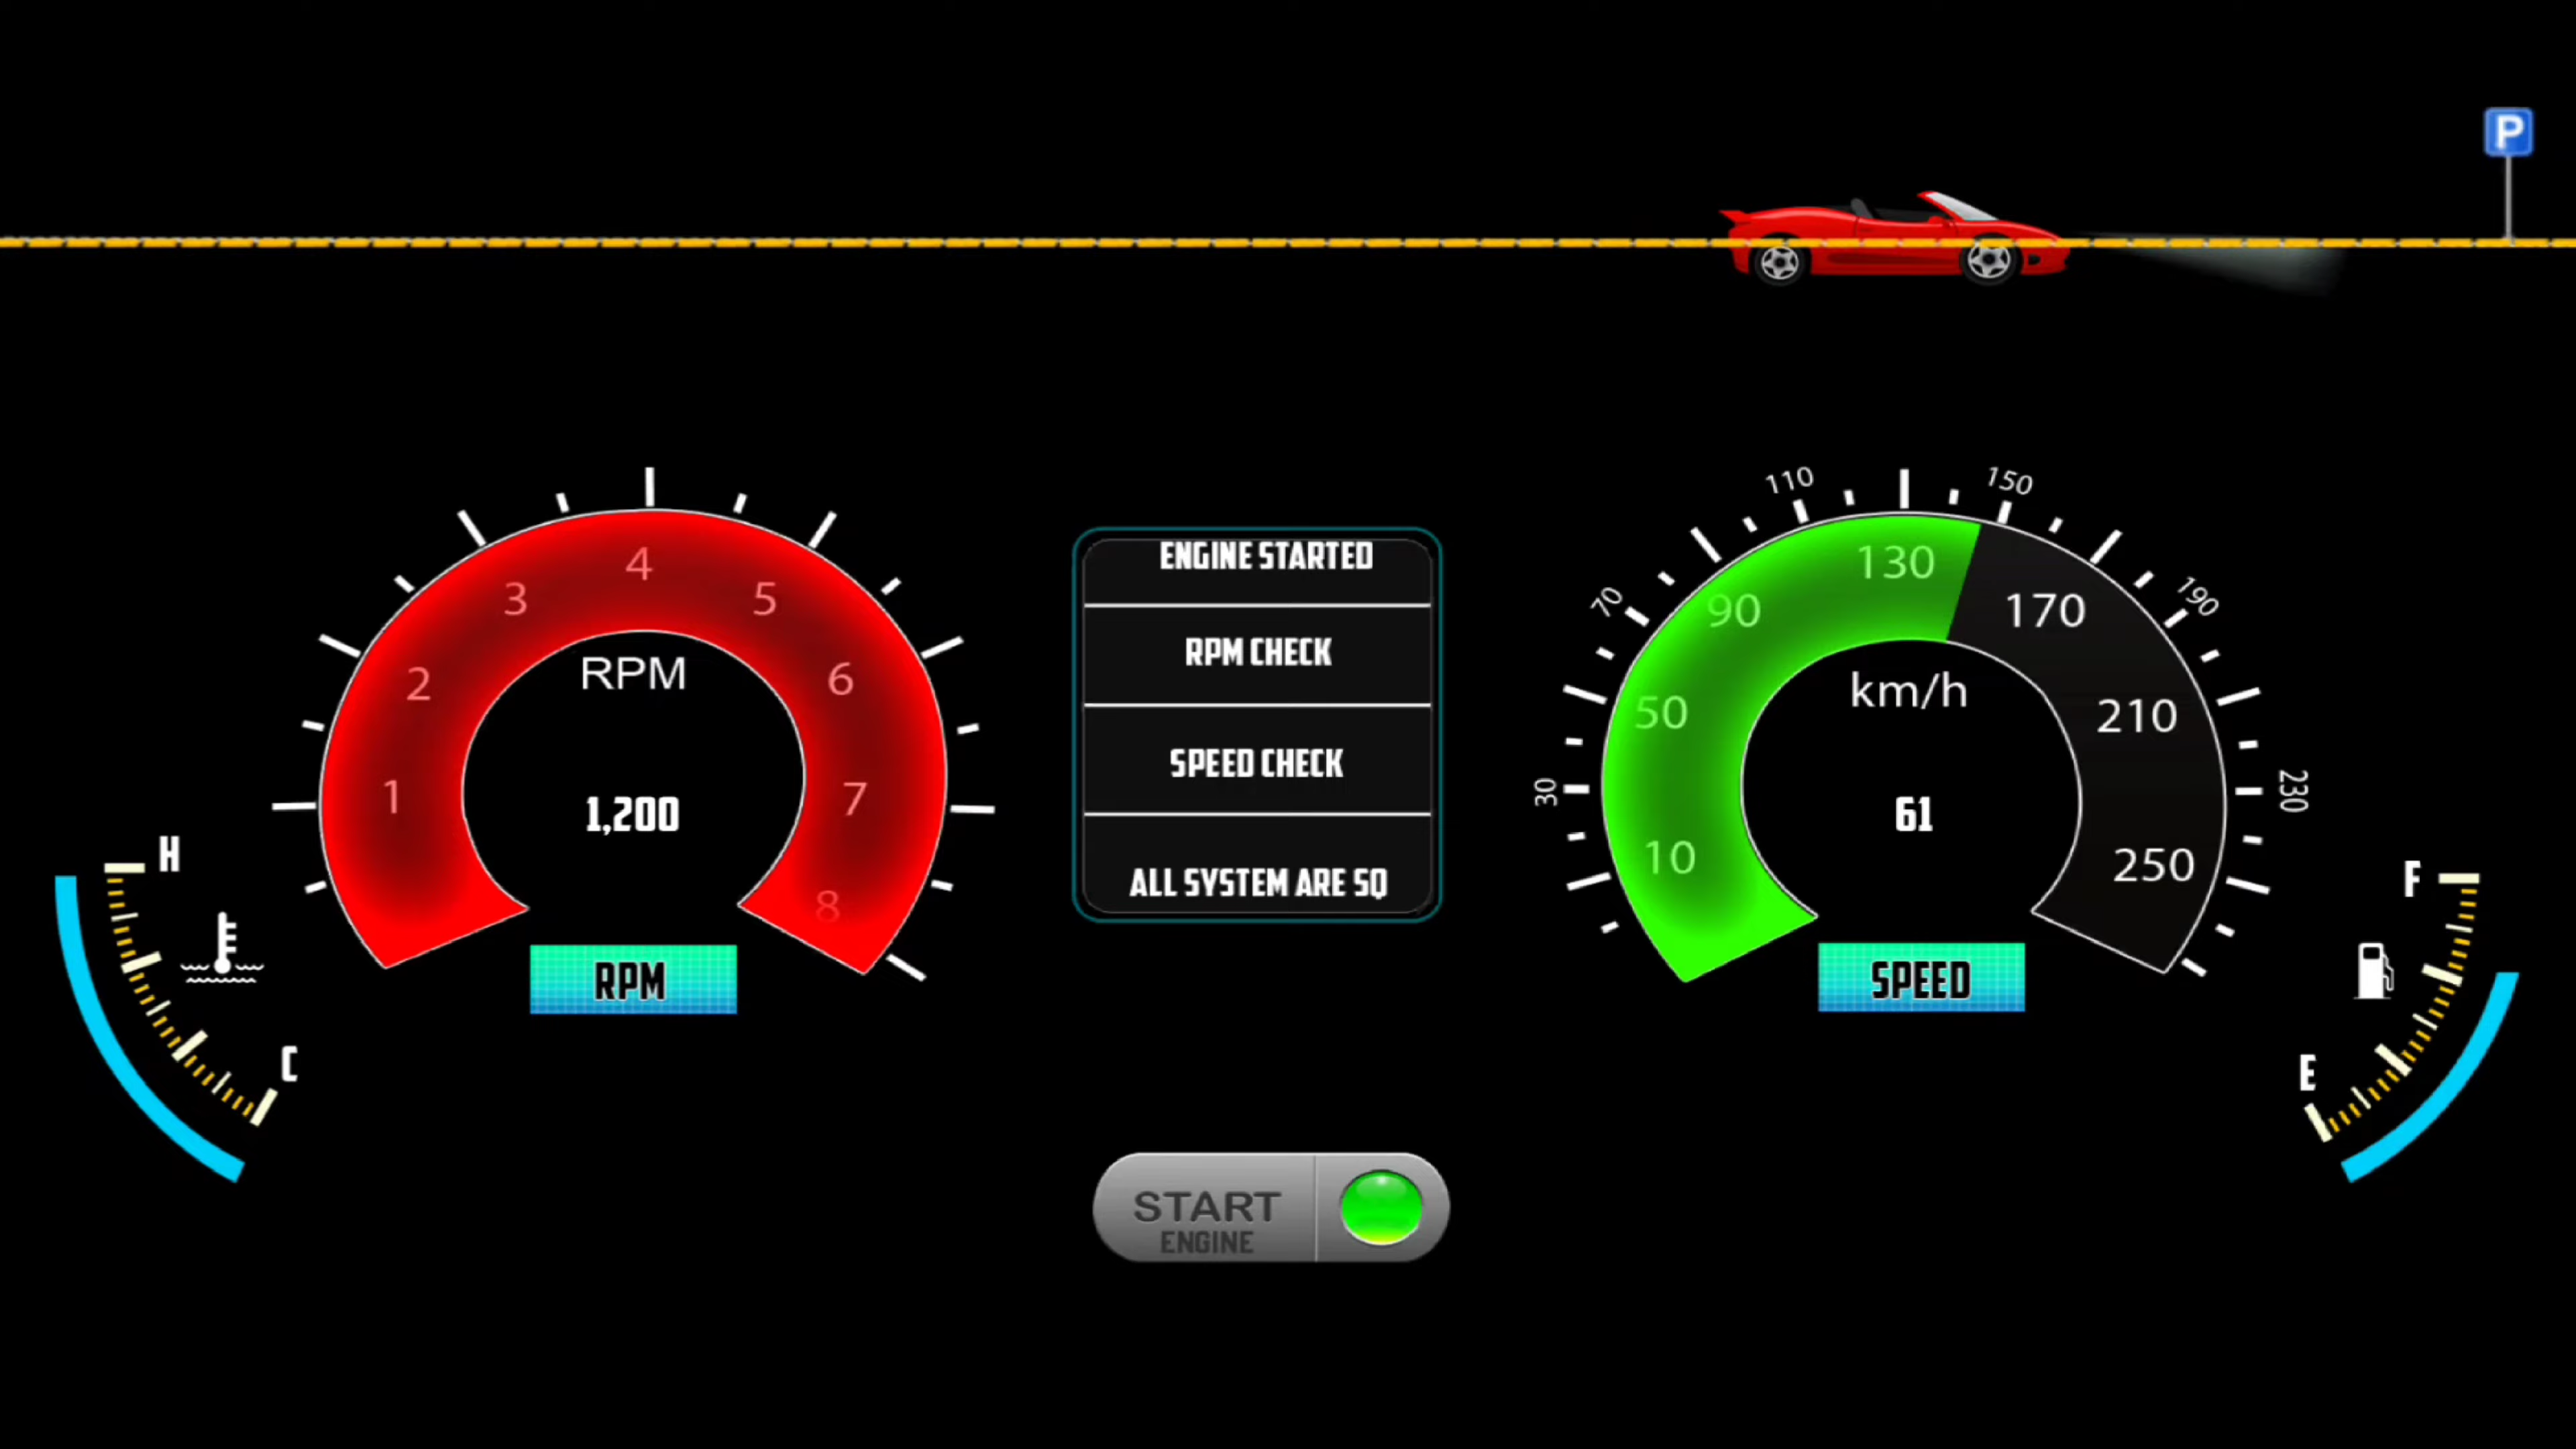 P
110
150
4
130
3
5
90
170
70
190
RPM
2
6
km/h
50
210
1
7
30
230
1,200
61
10
250
8
ENGINE STARTED
RPM CHECK
SPEED CHECK
ALL SYSTEM ARE SQ
H
C
F
E
RPM
SPEED
START
ENGINE